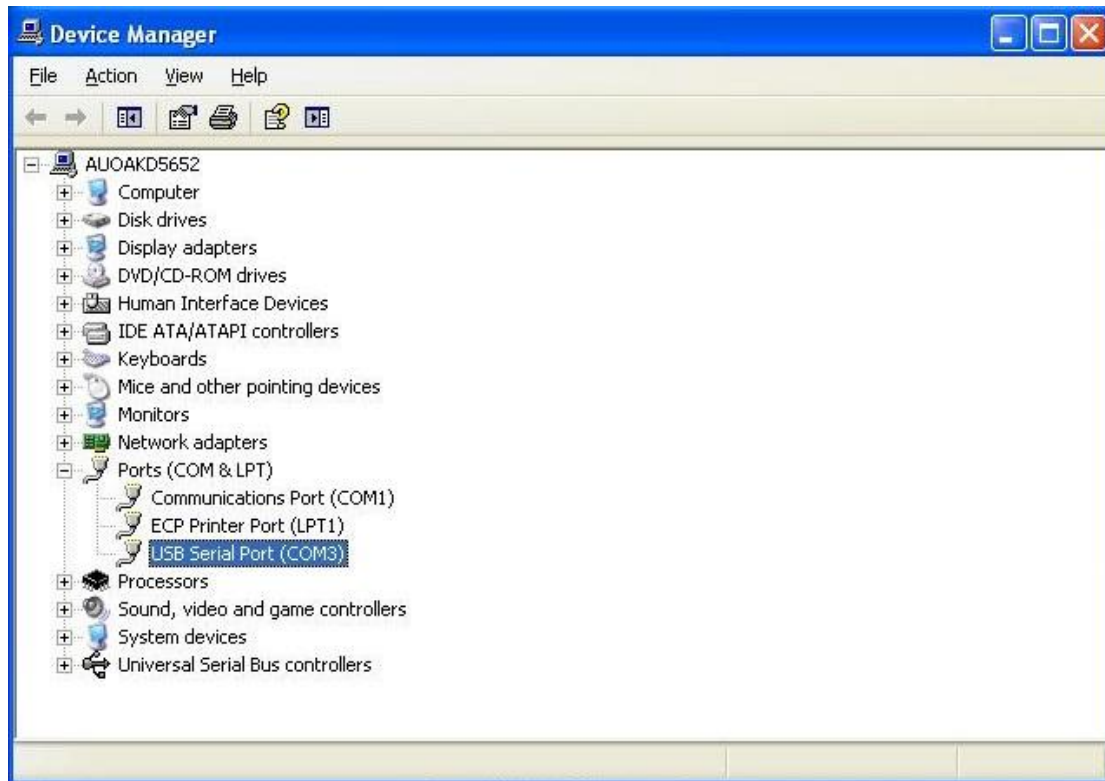 Device Manager
File Action View Help
AUOAKD5652
Computer
Disk drives
Display adapters
DVD/CD-ROM drives
Human Interface Devices
IDE ATA/ATAPI controllers
Keyboards
Mice and other pointing devices
Monitors
Network adapters
Ports (COM & LPT)
Communications Port (COM1)
ECP Printer Port (LPT1)
USB Serial Port (COM3)
Processors
Sound, video and game controllers
System devices
Universal Serial Bus controllers